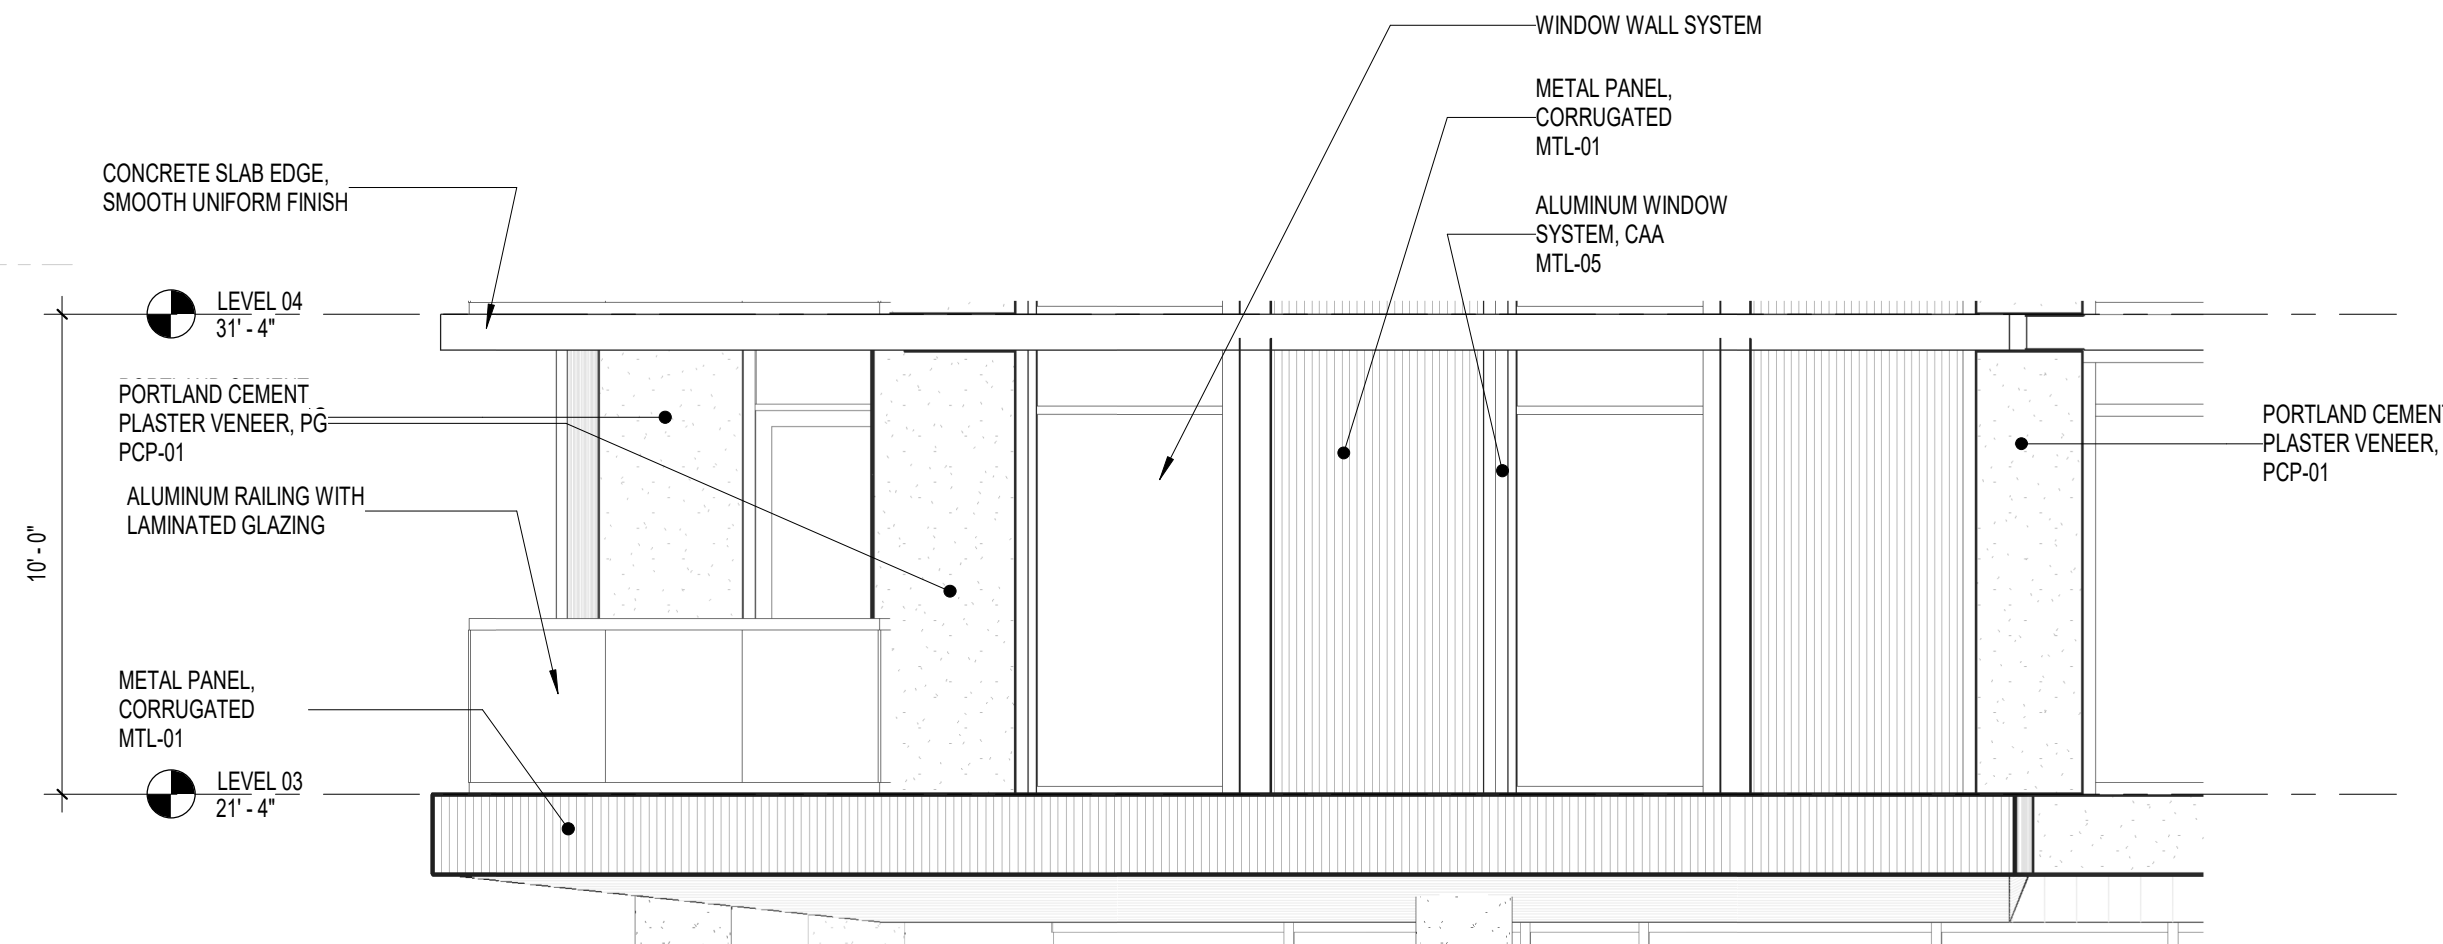 WINDOW WALL SYSTEM
METAL PANEL,
CORRUGATED
MTL-01
CONCRETE SLAB EDGE,
SMOOTH UNIFORM FINISH
ALUMINUM WINDOW
SYSTEM, CAA
MTL-05
LEVEL 04
31' - 4"
PORTLAND CEMENT
PLASTER VENEER, PG
PCP-01
PORTLAND CEMENT
PLASTER VENEER,
PCP-01
ALUMINUM RAILING WITH
LAMINATED GLAZING
10' - 0"
METAL PANEL,
CORRUGATED
MTL-01
LEVEL 03
21' - 4"